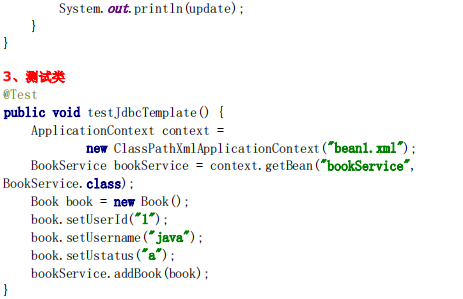 System.out.println(update);
}
}
3、测试类
@Test
public void testJdbcTemplate() {
ApplicationContext context =
new ClassPathXmlApplicationContext("bean1.xml");
BookService bookService = context.getBean("bookService",
BookService.class);
Book book = new Book();
book.setUserId("1");
book.setUsername("java");
book.setUstatus("a");
bookService.addBook(book);
}